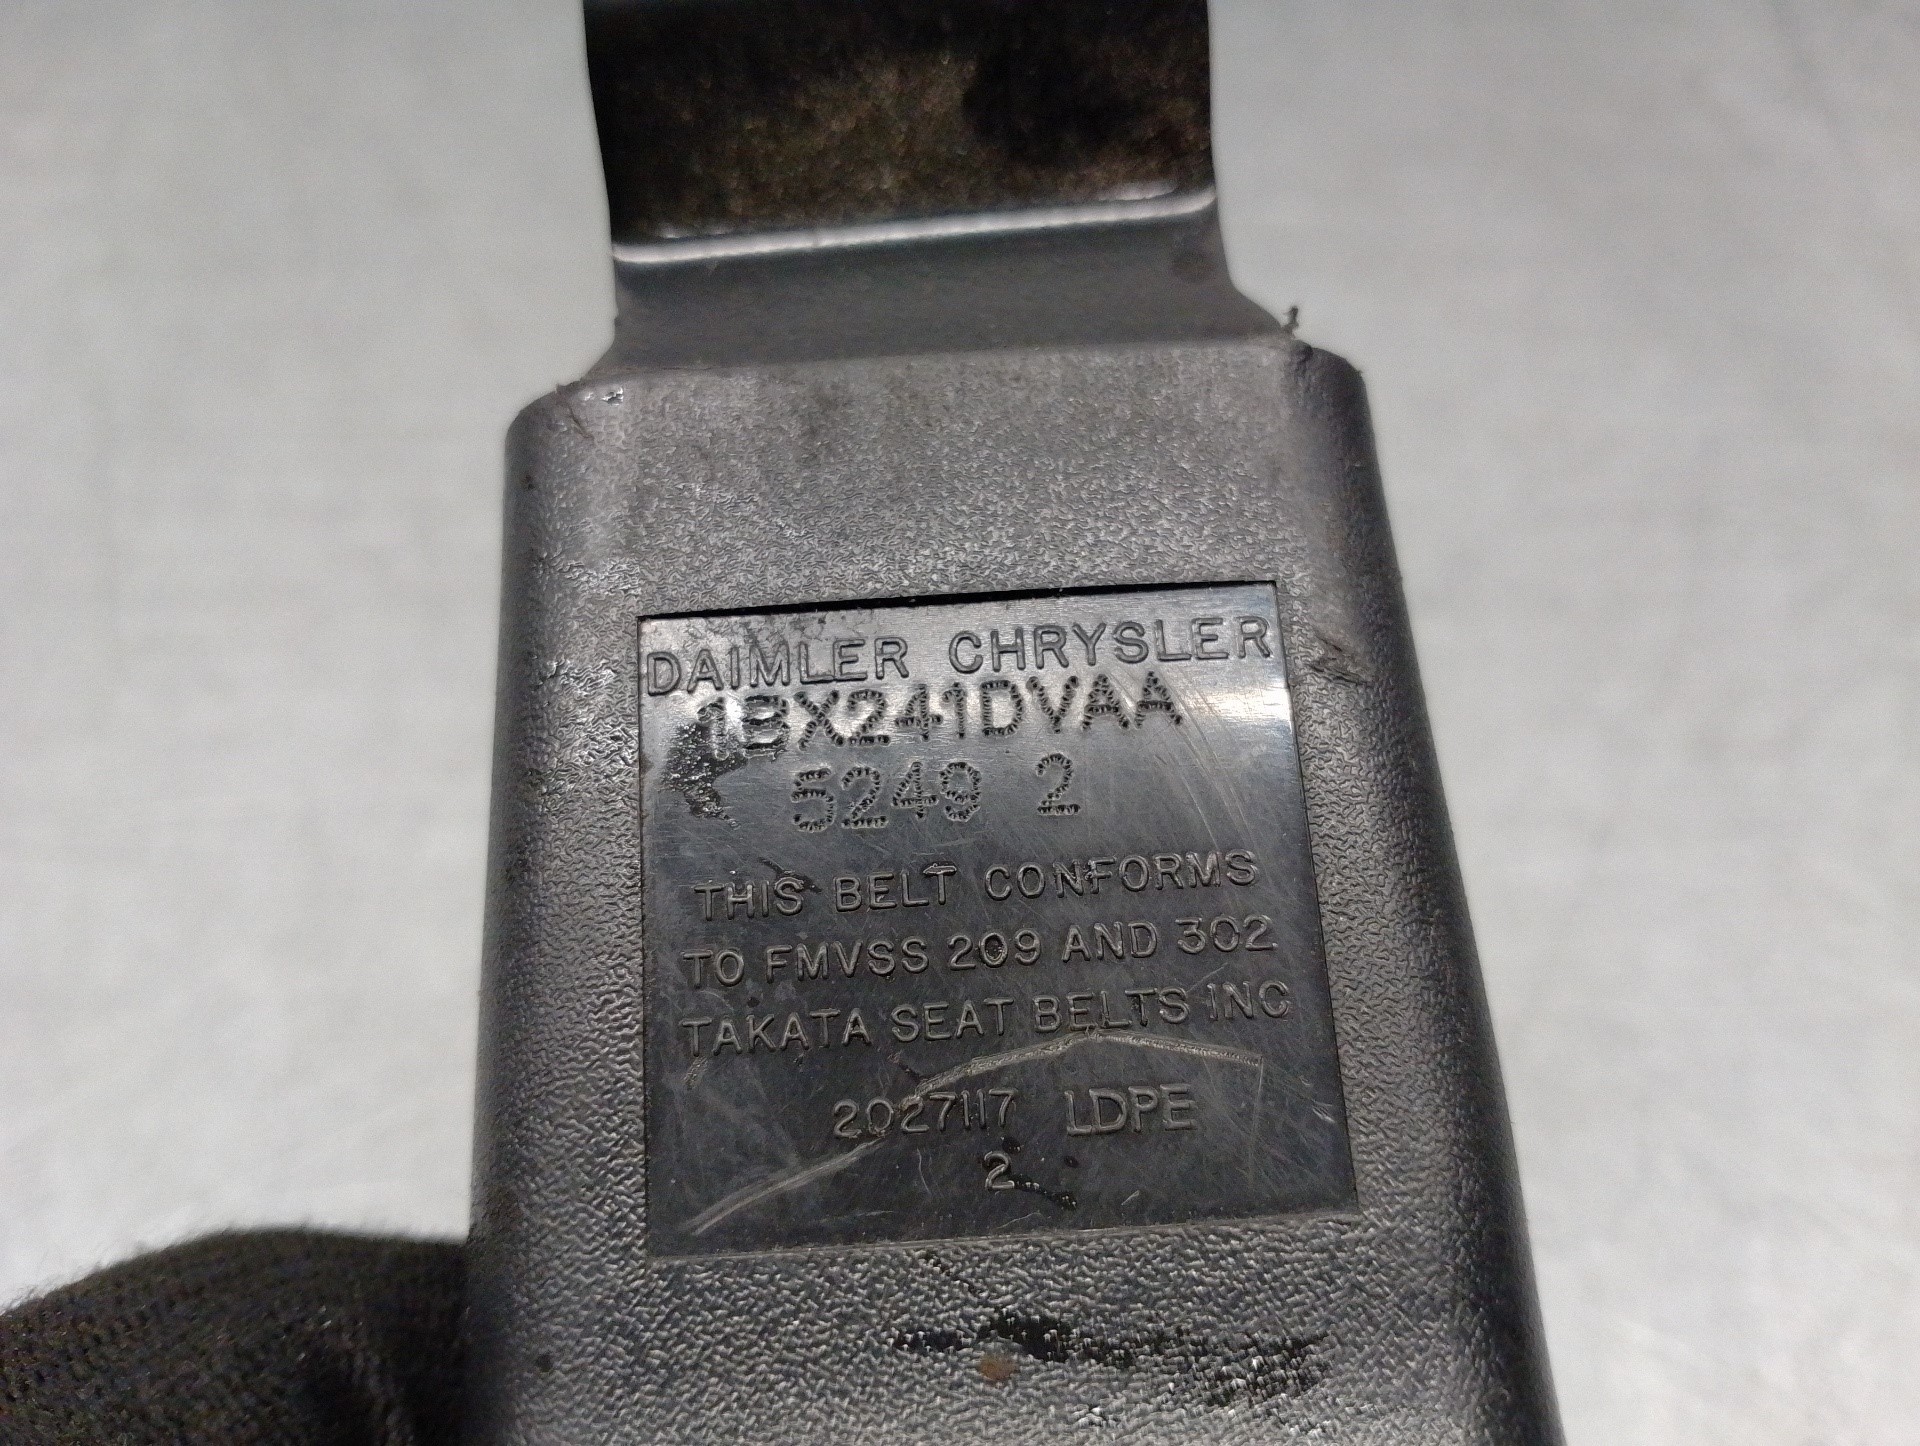 DAIMLER CHRYSLER
1BX241DVAA
5249 2
THIS BELT CONFORMS
TO FMVSS 209 AND 302
TAKATA SEAT BELTS INC
2027117 LDPE
2